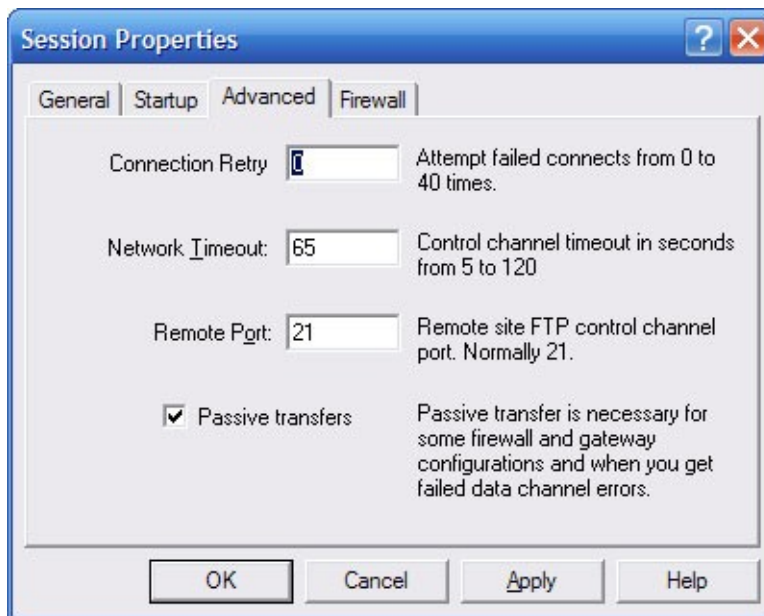 Session Properties
General Startup Advanced Firewall
Connection Retry 0 Attempt failed connects from 0 to
40 times.
Network Timeout: 65 Control channel timeout in seconds
from 5 to 120
Remote Port: 21 Remote site FTP control channel
port. Normally 21.
Passive transfers Passive transfer is necessary for
some firewall and gateway
configurations and when you get
failed data channel errors.
OK Cancel Apply Help